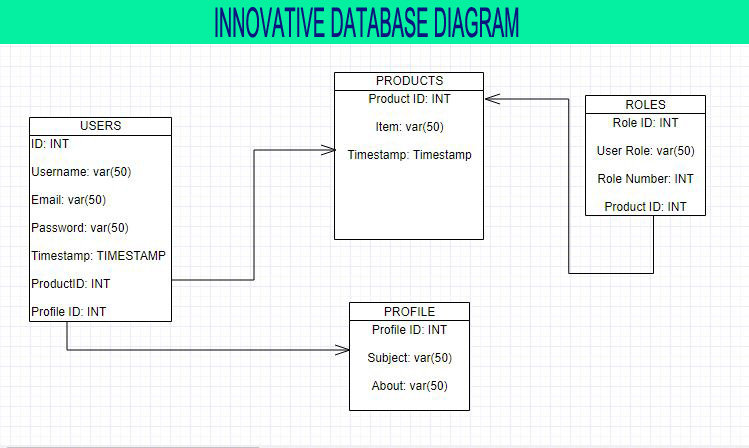 INNOVATIVE DATABASE DIAGRAM
USERS
ID: INT
Username: var(50)
Email: var(50)
Password: var(50)
Timestamp: TIMESTAMP
ProductID: INT
Profile ID: INT
PRODUCTS
Product ID: INT
Item: var(50)
Timestamp: Timestamp
PROFILE
Profile ID: INT
Subject: var(50)
About: var(50)
ROLES
Role ID: INT
User Role: var(50)
Role Number: INT
Product ID: INT